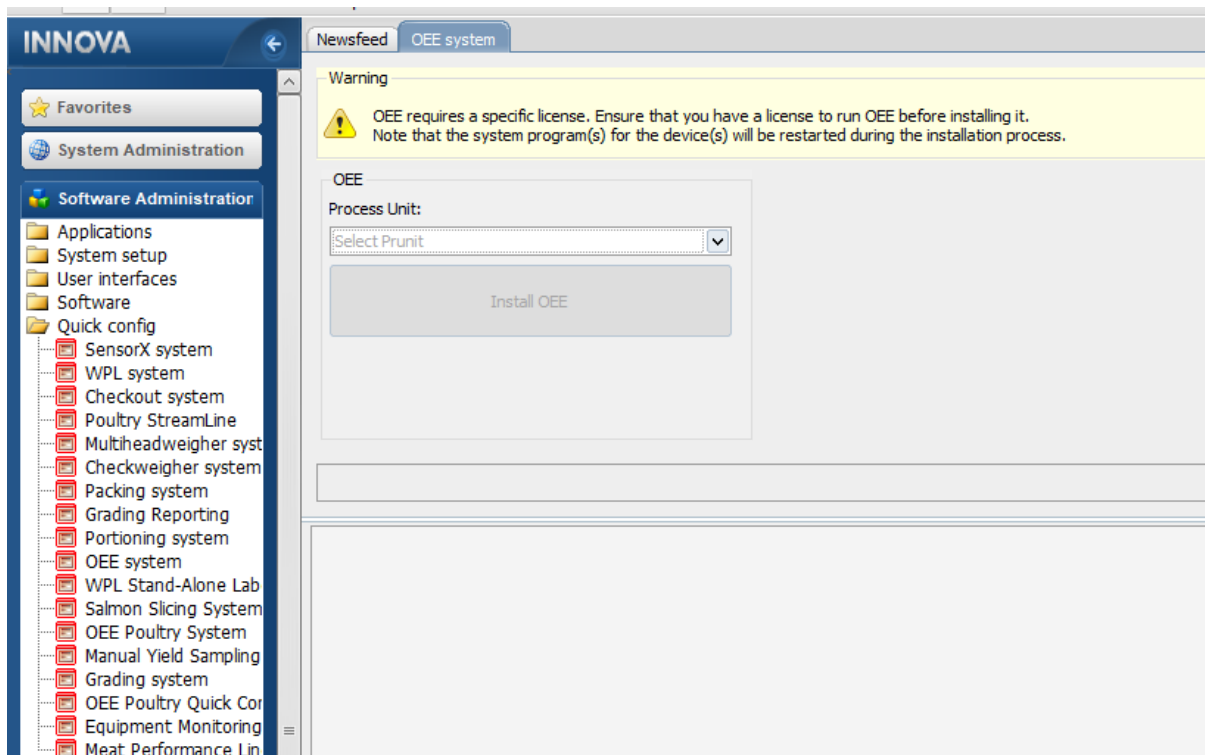 INNOVA
Favorites
System Administration
Software Administration
Applications
System setup
User interfaces
Software
Quick config
SensorX system
WPL system
Checkout system
Poultry StreamLine
Multiheadweigher syst
Checkweigher system
Packing system
Grading Reporting
Portioning system
OEE system
WPL Stand-Alone Lab
Salmon Slicing System
OEE Poultry System
Manual Yield Sampling
Grading system
OEE Poultry Quick Cor
Equipment Monitoring
Meat Performance Lin
Newsfeed OEE system
Warning
OEE requires a specific license. Ensure that you have a license to run OEE before installing it.
Note that the system program(s) for the device(s) will be restarted during the installation process.
OEE
Process Unit:
Select Prunit
Install OEE